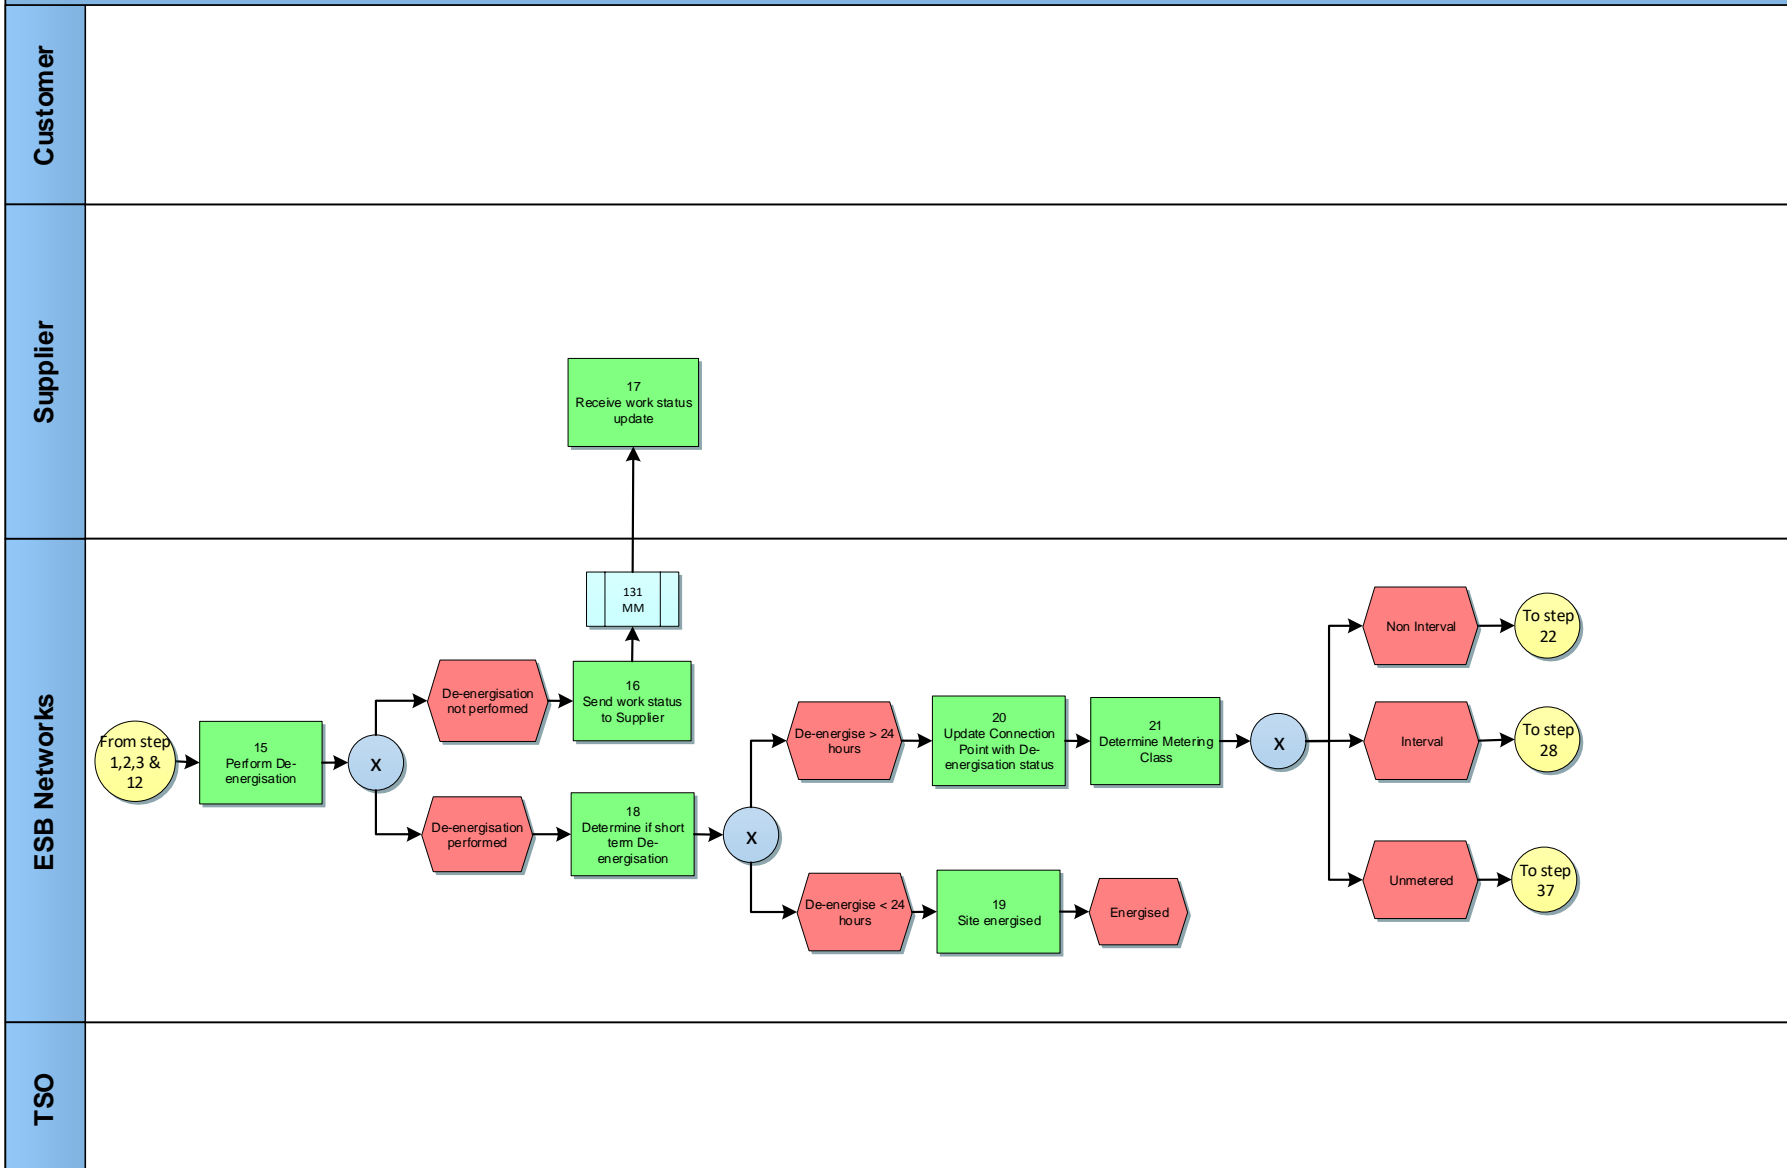 Customer
Supplier
17
Receive work status
update
ESB Networks
131
MM
From step
1,2,3 &
12
15
Perform De-
energisation
X
De-energisation
not performed
16
Send work status
to Supplier
De-energisation
performed
18
Determine if short
term De-
energisation
X
De-energise > 24
hours
20
Update Connection
Point with De-
energisation status
21
Determine Metering
Class
X
Non Interval
To step
22
Interval
To step
28
Unmetered
To step
37
De-energise < 24
hours
19
Site energised
Energised
TSO